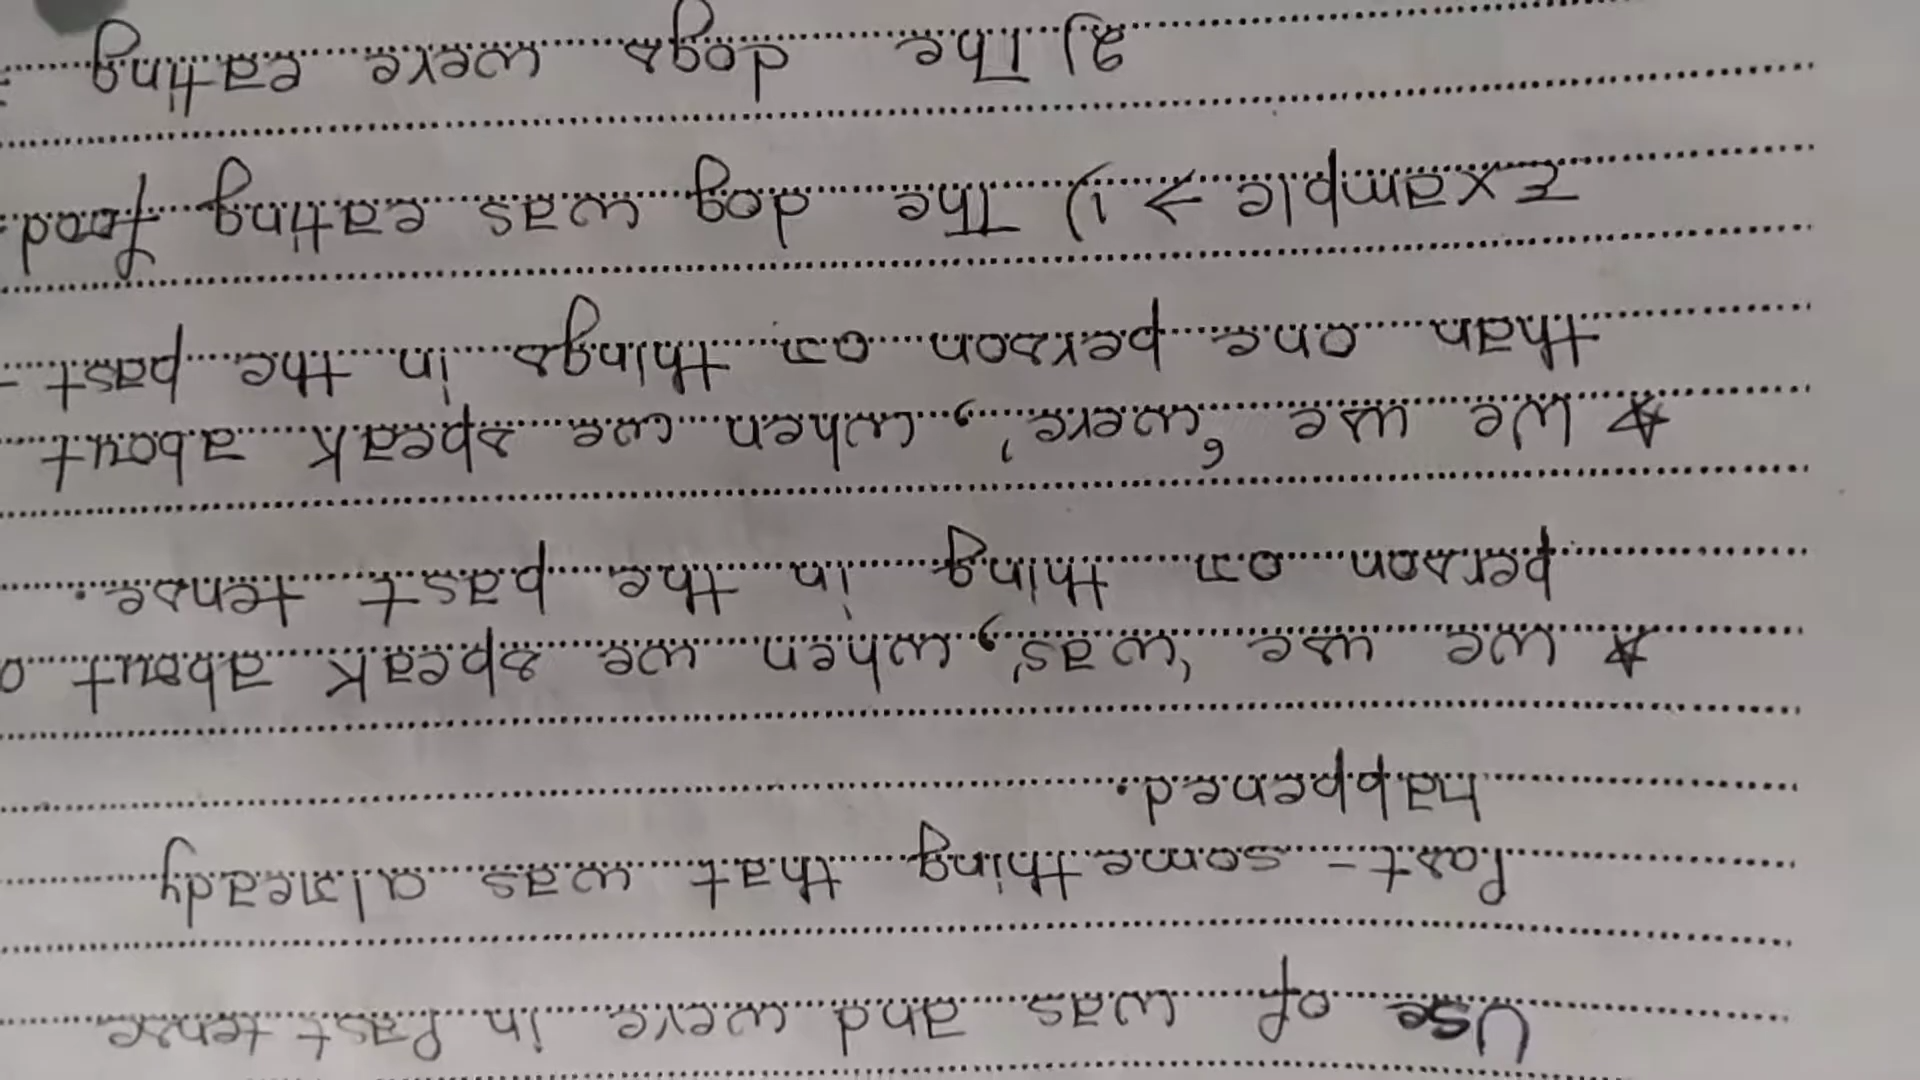 Use of was and were in Past tense
Past - something that was already
happened.
☆ We use 'was', when we speak about
person or thing in the past tense.
☆ We use 'were', when we speak about
than one person or things in the past
Example → 1) The dog was eating food.
2) The dogs were eating